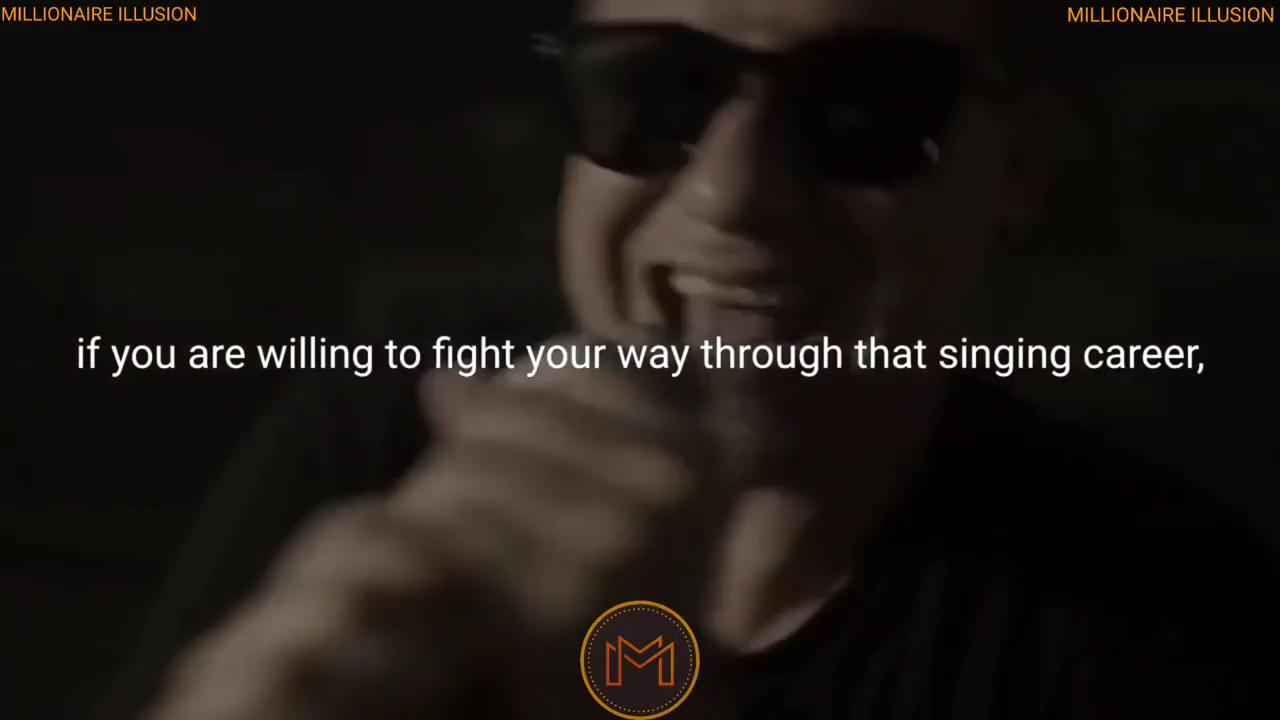 MILLIONAIRE ILLUSION
MILLIONAIRE ILLUSION
if you are willing to fight your way through that singing career,
M